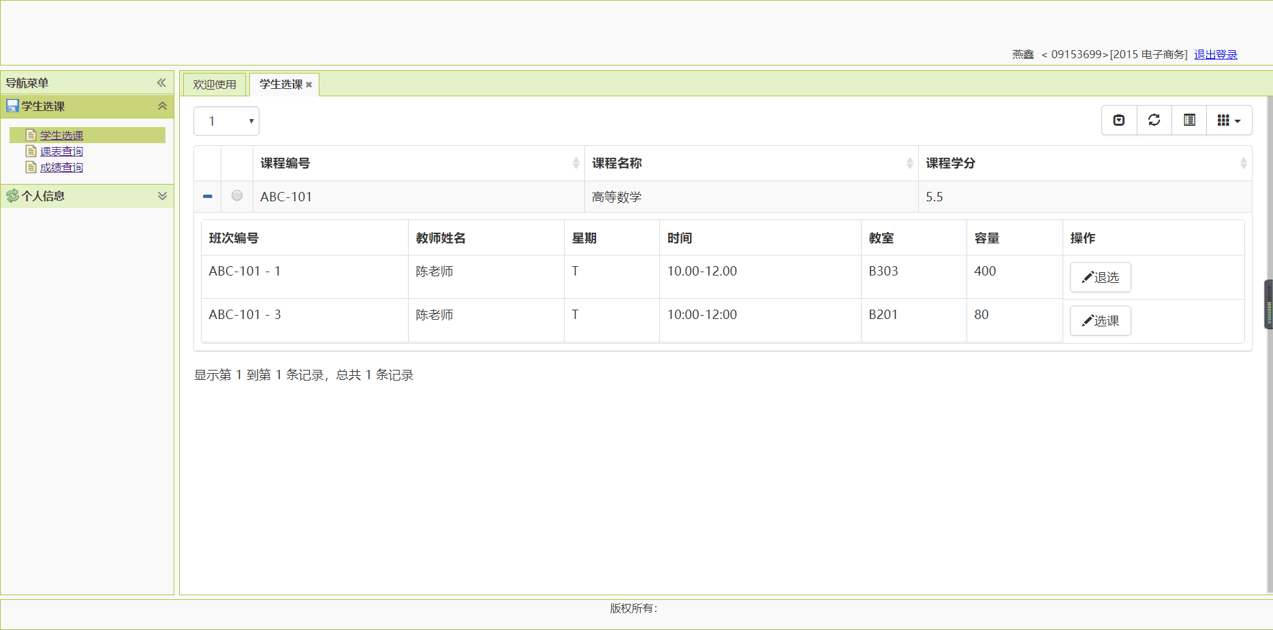 燕鑫 < 09153699>[2015 电子商务] 退出登录
导航菜单
学生选课
学生选课
课表查询
成绩查询
个人信息
欢迎使用 学生选课
1
课程编号 课程名称 课程学分
ABC-101 高等数学 5.5
班次编号 教师姓名 星期 时间 教室 容量 操作
ABC-101 - 1 陈老师 T 10.00-12.00 B303 400 退选
ABC-101 - 3 陈老师 T 10:00-12:00 B201 80 选课
显示第 1 到第 1 条记录，总共 1 条记录
版权所有: